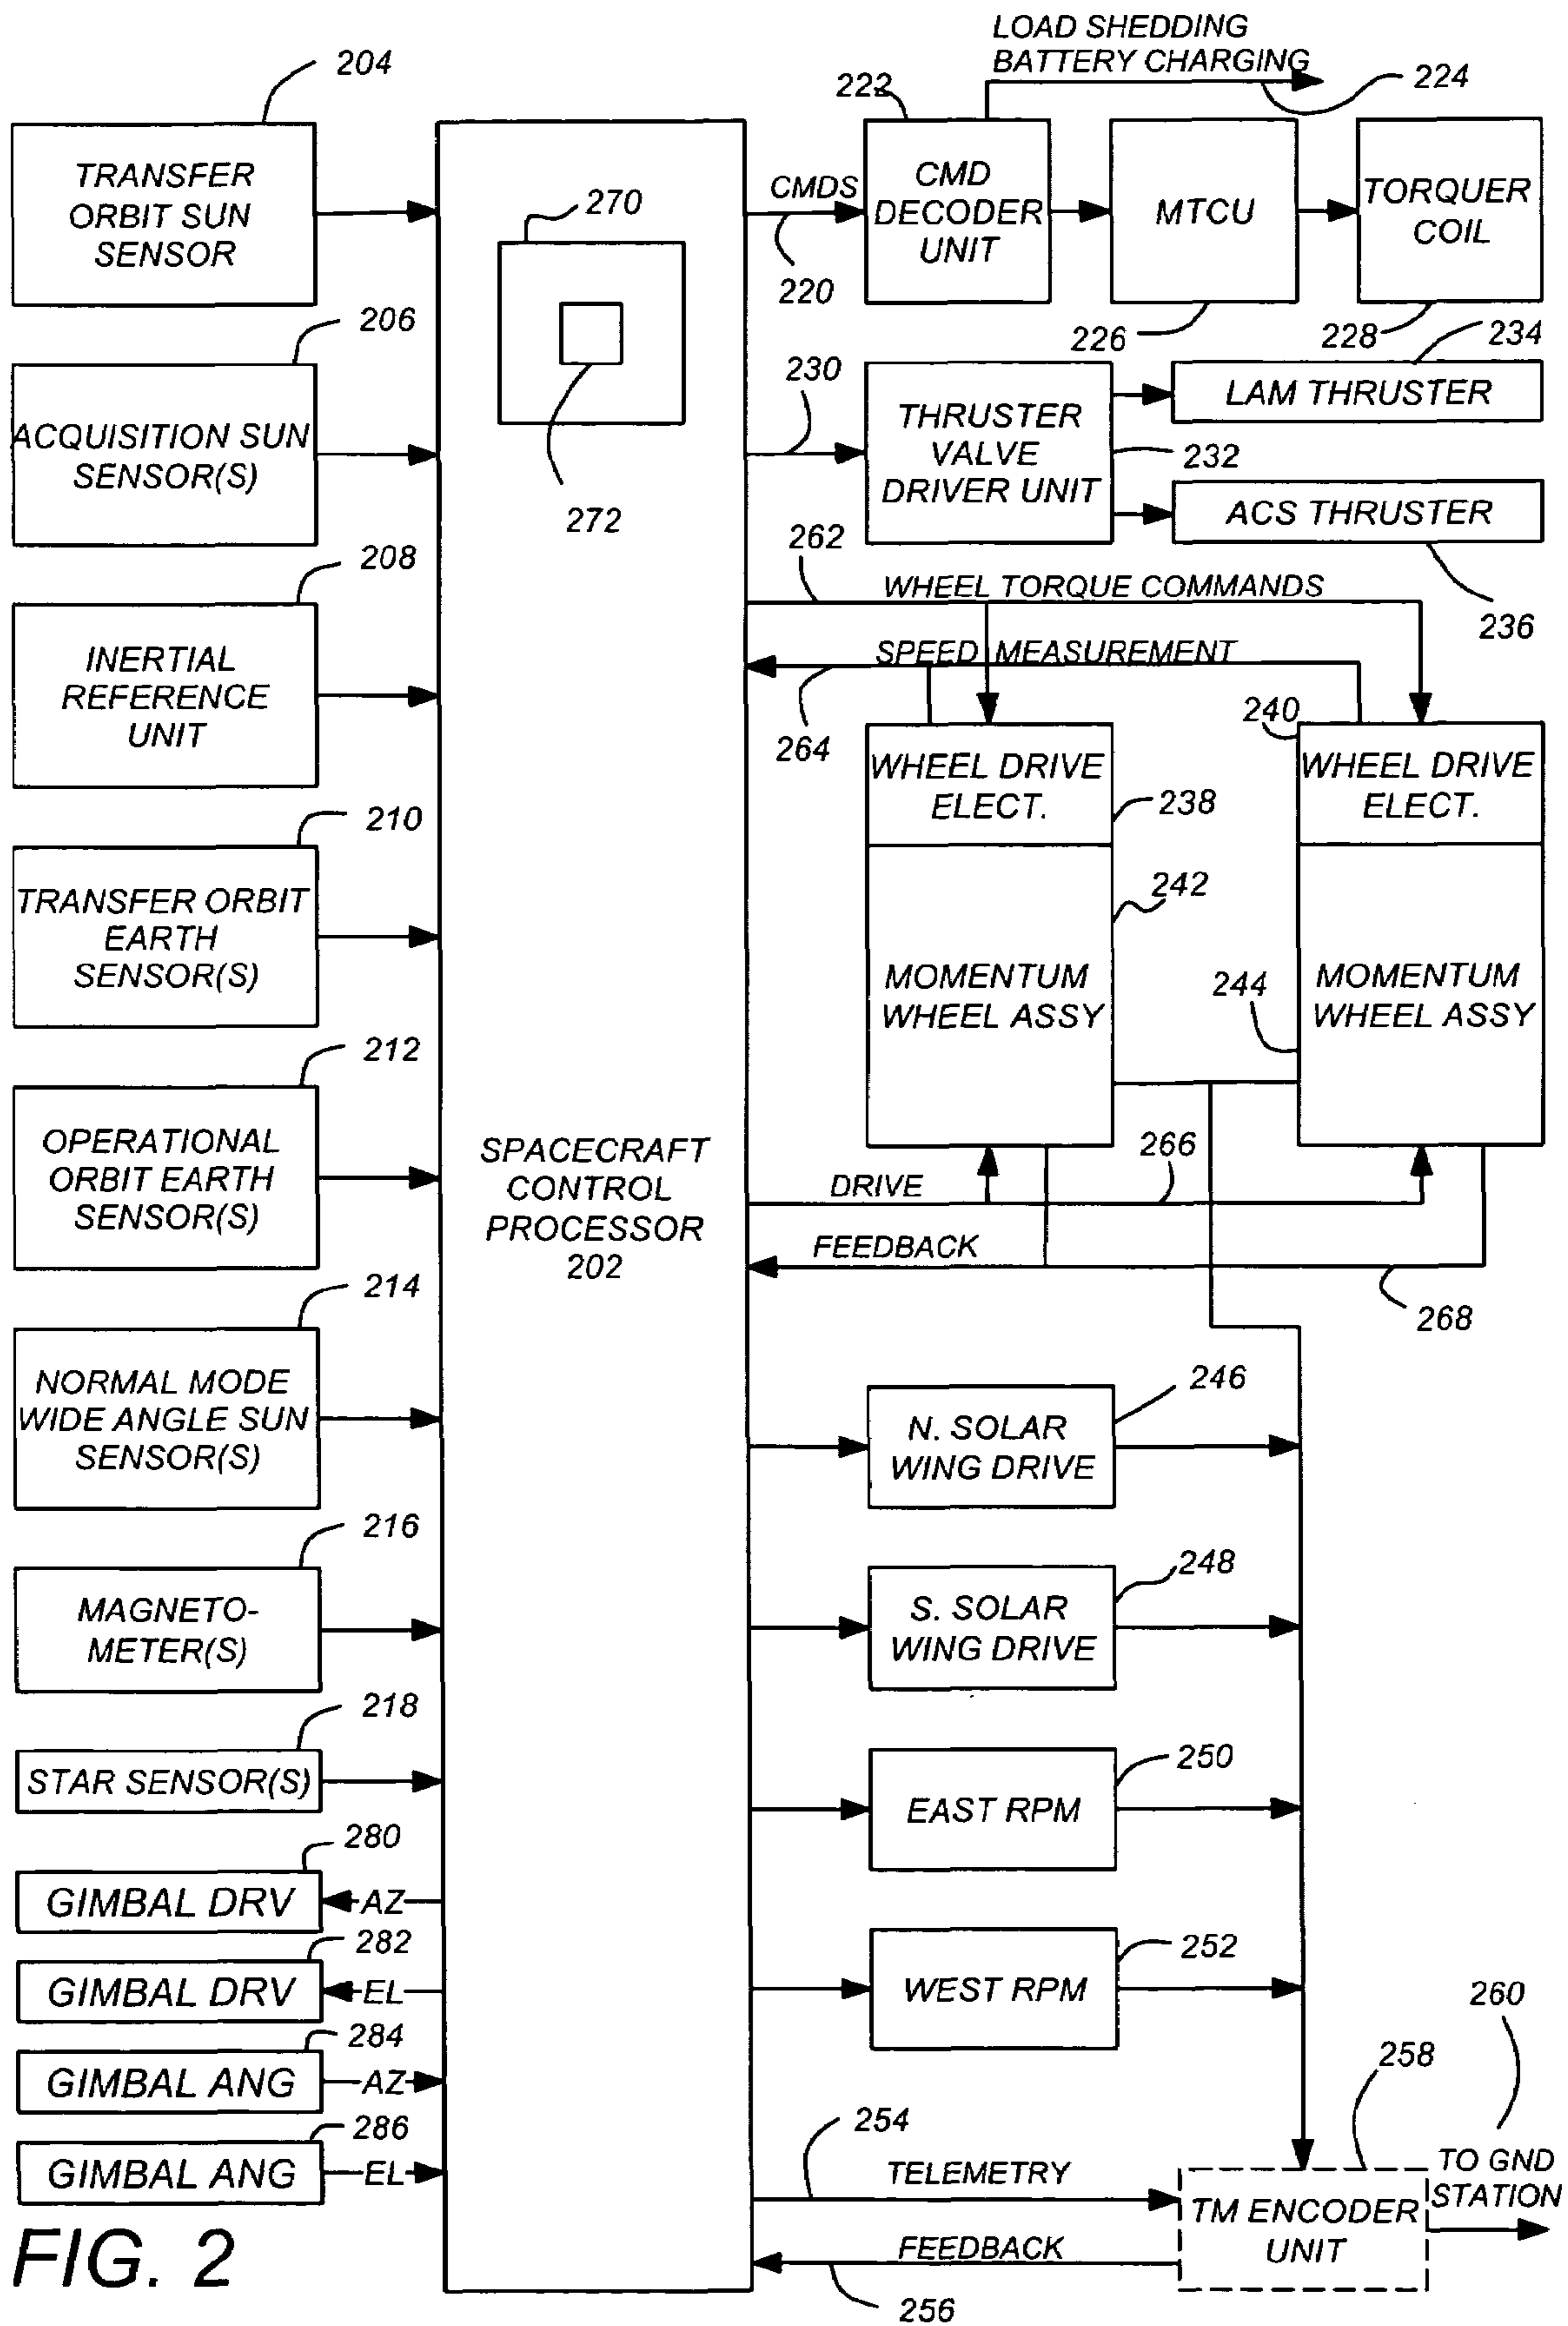 LOAD SHEDDING
BATTERY CHARGING
224
204
TRANSFER
ORBIT SUN
SENSOR
206
ACQUISITION SUN
SENSOR(S)
208
INERTIAL
REFERENCE
UNIT
210
TRANSFER ORBIT
EARTH
SENSOR(S)
212
OPERATIONAL
ORBIT EARTH
SENSOR(S)
214
NORMAL MODE
WIDE ANGLE SUN
SENSOR(S)
216
MAGNETO-
METER(S)
218
STAR SENSOR(S)
280
GIMBAL DRV
AZ
282
GIMBAL DRV
EL
284
GIMBAL ANG
AZ
286
GIMBAL ANG
EL
270
272
SPACECRAFT
CONTROL
PROCESSOR
202
CMDS
220
222
CMD
DECODER
UNIT
MTCU
226
TORQUER
COIL
228
230
THRUSTER
VALVE
DRIVER UNIT
232
234
LAM THRUSTER
ACS THRUSTER
236
262
WHEEL TORQUE COMMANDS
SPEED MEASUREMENT
264
WHEEL DRIVE
ELECT.
238
240
WHEEL DRIVE
ELECT.
242
MOMENTUM
WHEEL ASSY
244
MOMENTUM
WHEEL ASSY
DRIVE
266
FEEDBACK
268
246
N. SOLAR
WING DRIVE
248
S. SOLAR
WING DRIVE
250
EAST RPM
252
WEST RPM
254
TELEMETRY
258
260
TM ENCODER
UNIT
TO GND
STATION
FEEDBACK
256
FIG. 2